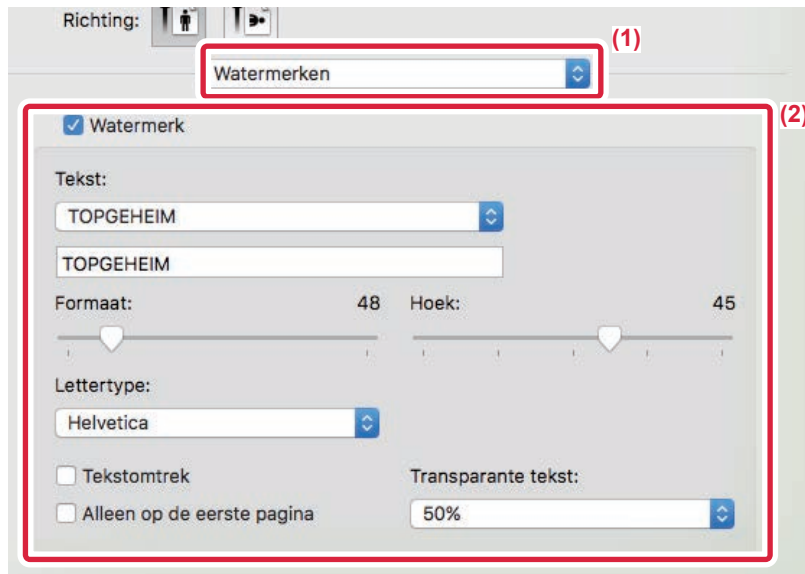 Richting:
(1)
Watermerken
(2)
Watermerk
Tekst:
TOPGEHEIM
TOPGEHEIM
Formaat: 48 Hoek: 45
Lettertype:
Helvetica
Tekstomtrek Transparante tekst:
Alleen op de eerste pagina 50%